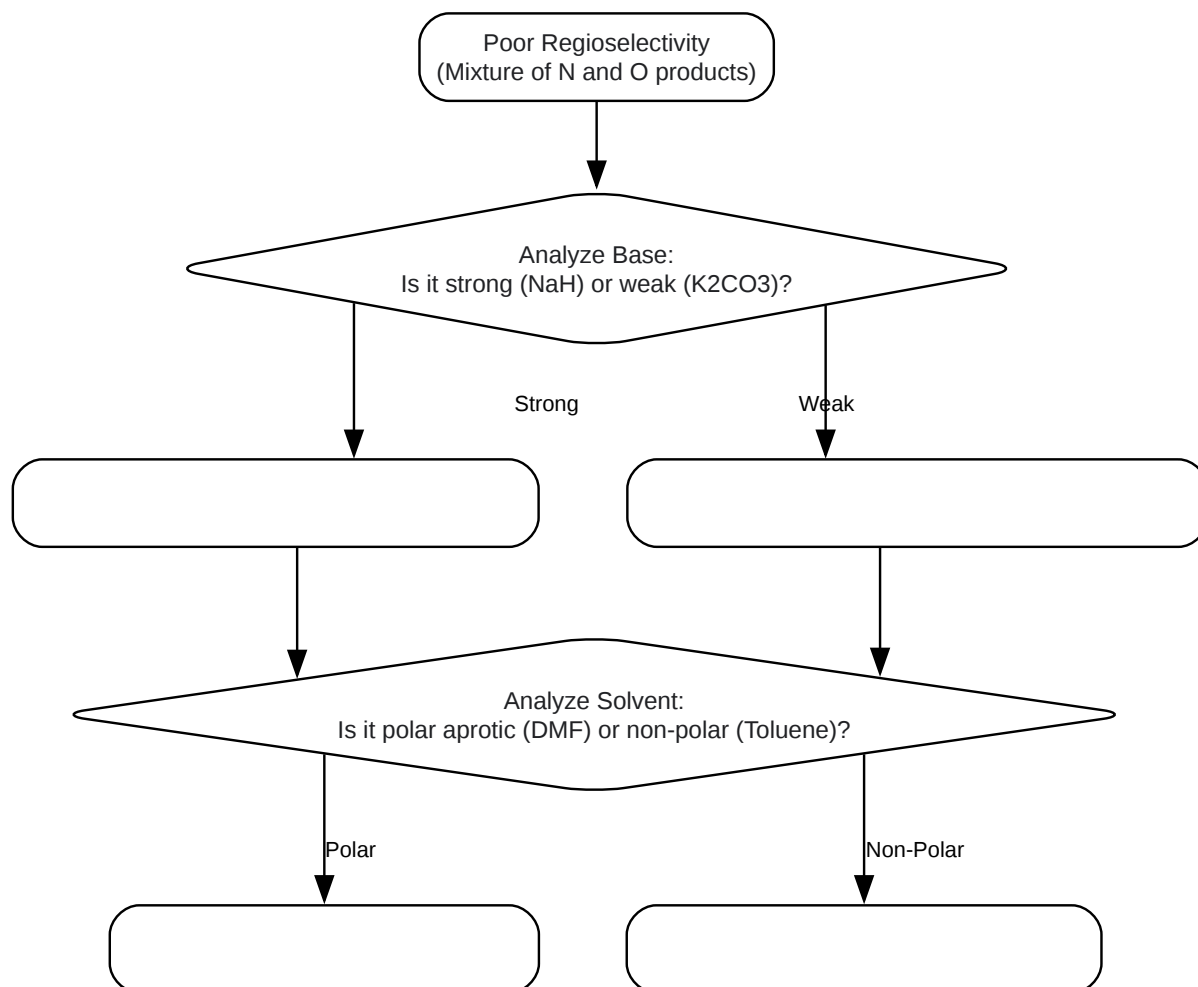 Poor Regioselectivity
(Mixture of N and O products)
Analyze Base:
Is it strong (NaH) or weak (K2CO3)?
Strong
Weak
Analyze Solvent:
Is it polar aprotic (DMF) or non-polar (Toluene)?
Polar
Non-Polar